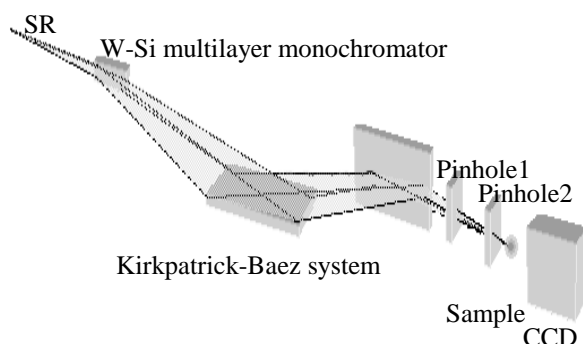 SR
W-Si multilayer monochromator
Pinhole1
Pinhole2
Kirkpatrick-Baez system
Sample
CCD